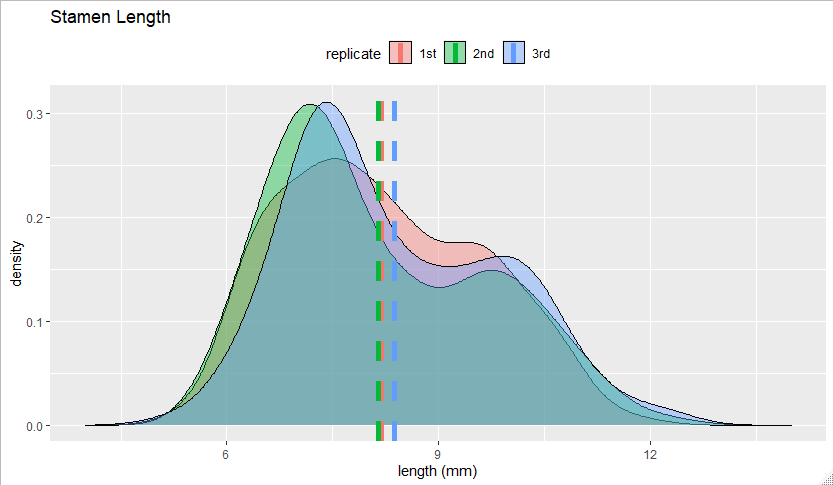 Stamen Length
replicate 1st 2nd 3rd
0.3
0.2
0.1
0.0
density
6 9 12
length (mm)